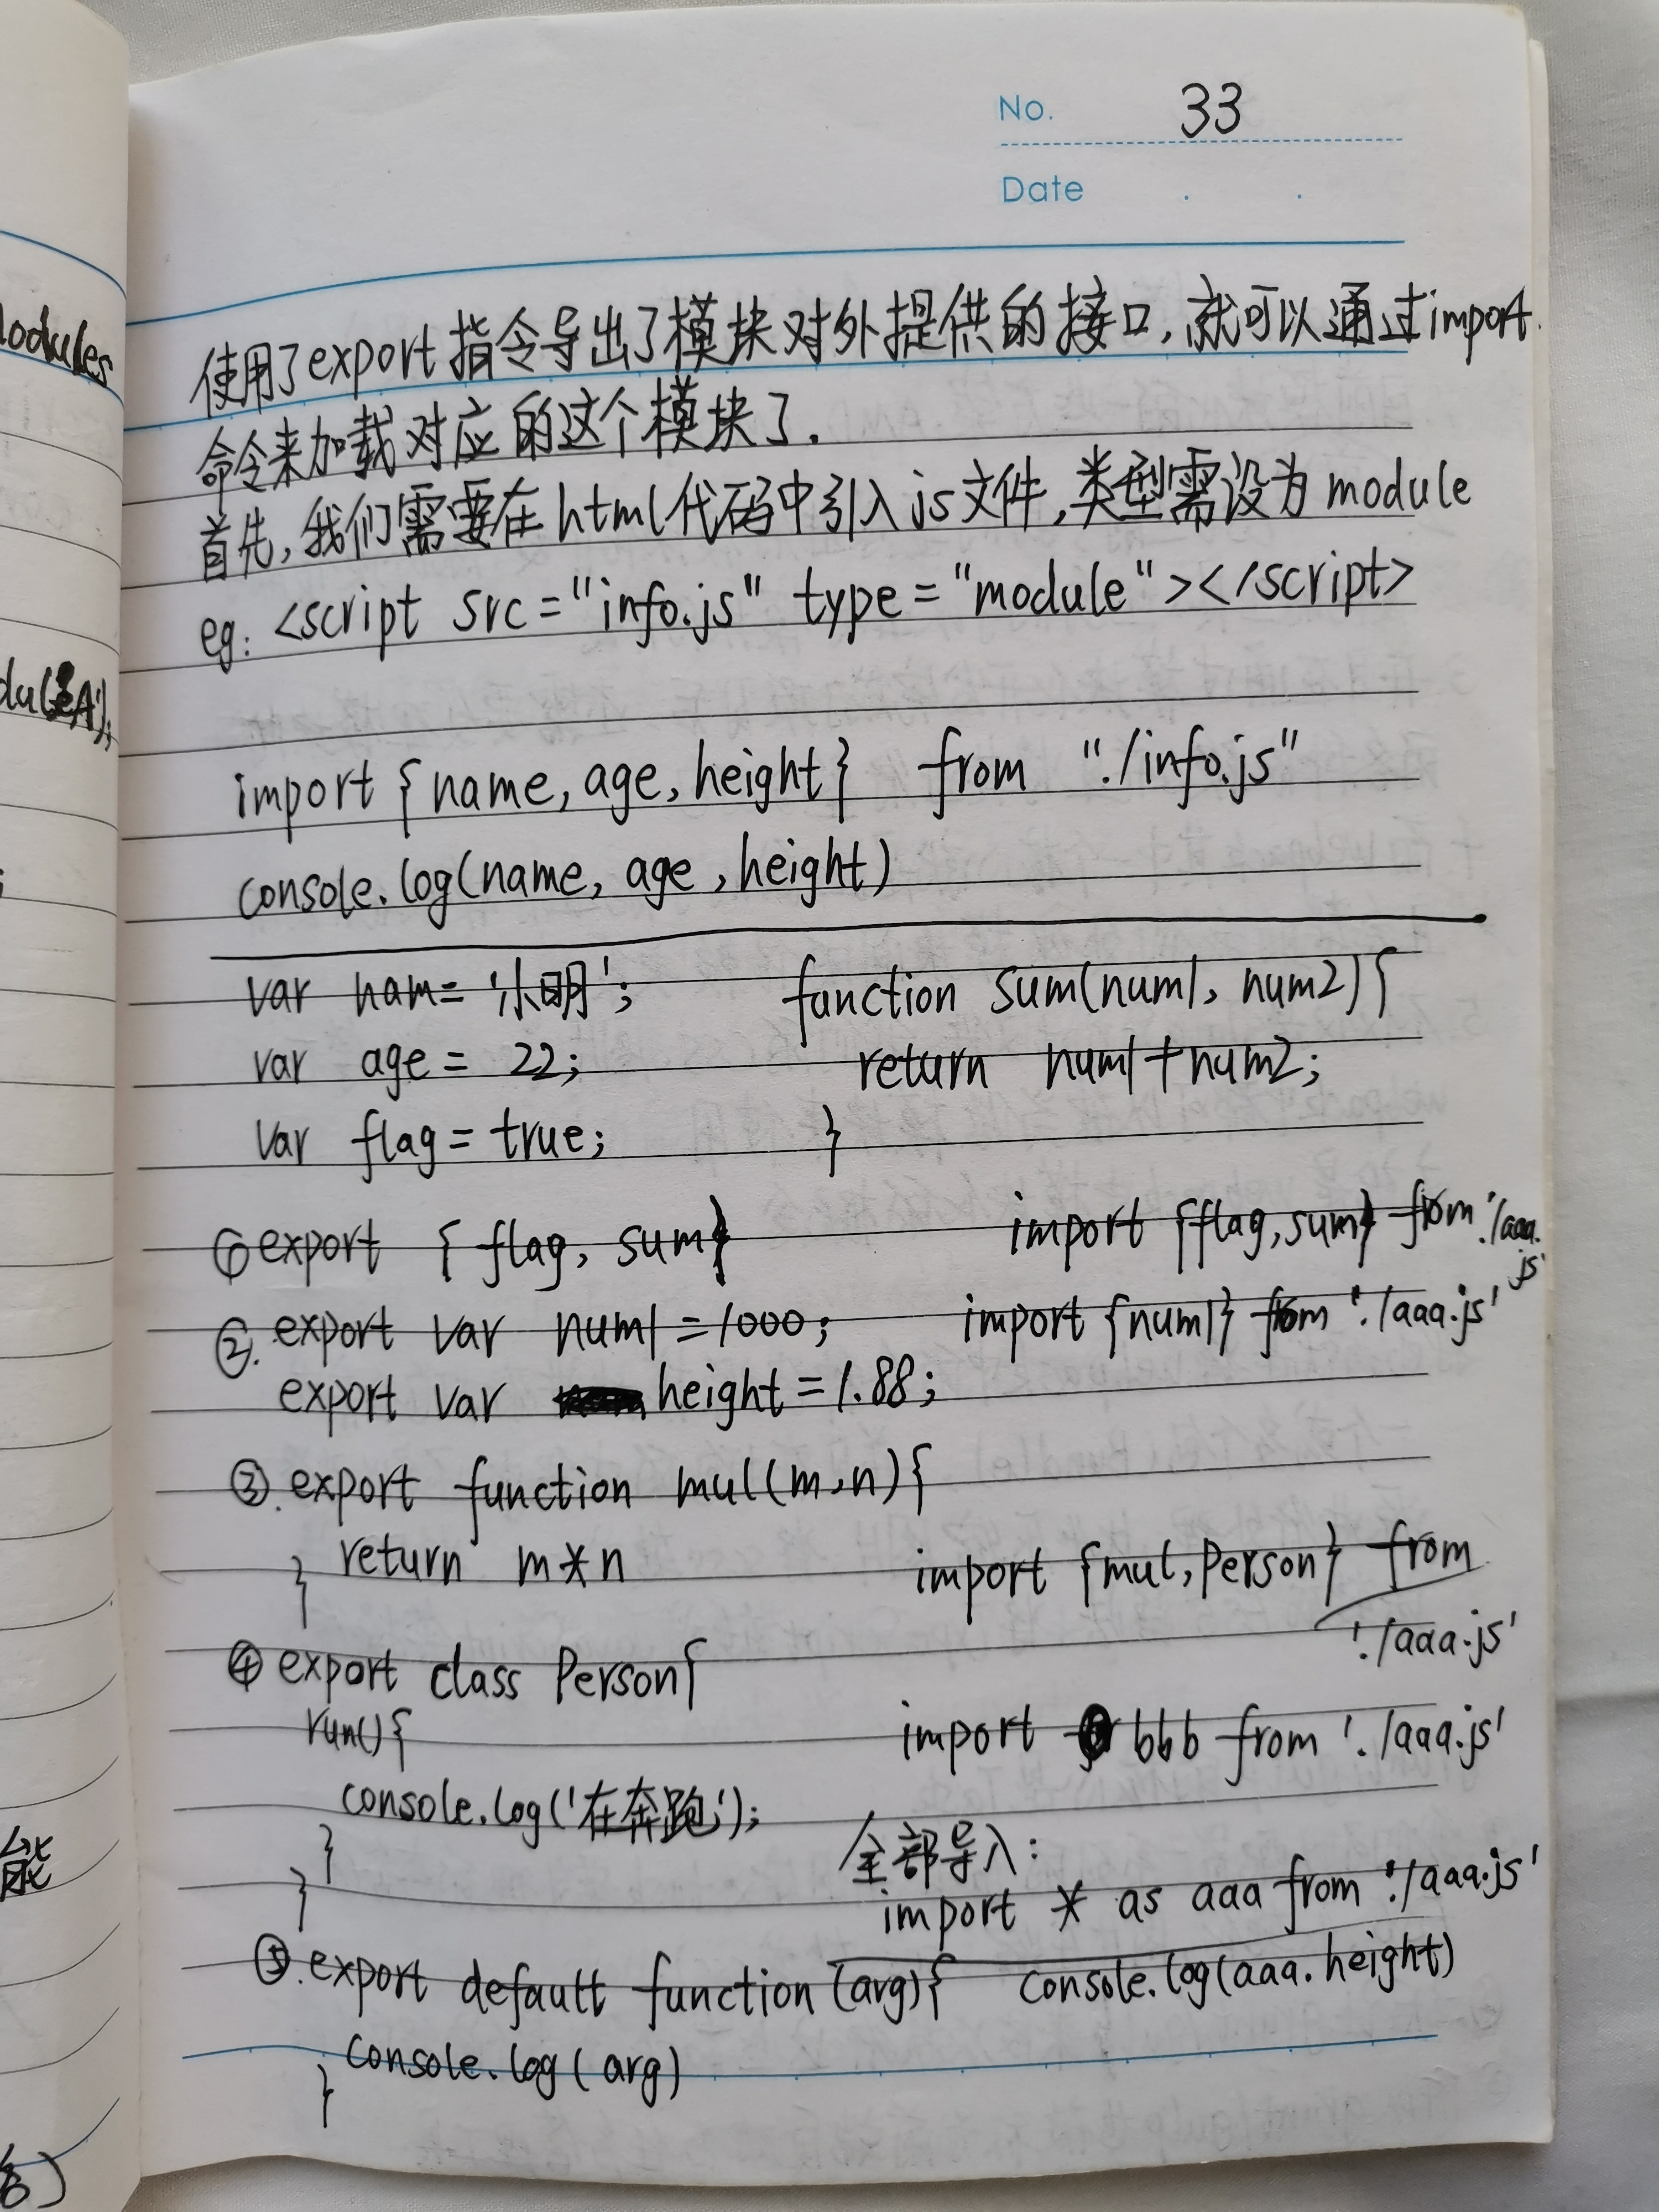 No. 33
Date . .
使用了export指令导出了模块对外提供的接口,就可以通过import
命令来加载对应的这个模块了.
首先,我们需要在html代码中引入js文件,类型需设为module
eg: <script src="info.js" type="module"></script>
import {name, age, height} from "./info.js"
console.log(name, age, height)
var nam= '小明'; function sum(num1, num2){
var age = 22; return num1+num2;
var flag = true; }
①export { flag, sum} import {flag, sum} from './aaa.
js'
②. export var num1 =1000; import {num1} from './aaa.js'
export var height =1.88;
③. export function mul(m,n){
return m*n import {mul, Person} from
}
'./aaa.js'
④ export class Person{
run(){ import bbb from './aaa.js'
console.log('在奔跑');
} 全部导入:
} import * as aaa from './aaa.js'
⑤. export default function (arg){ console.log(aaa.height)
console.log(arg)
}
odules
能